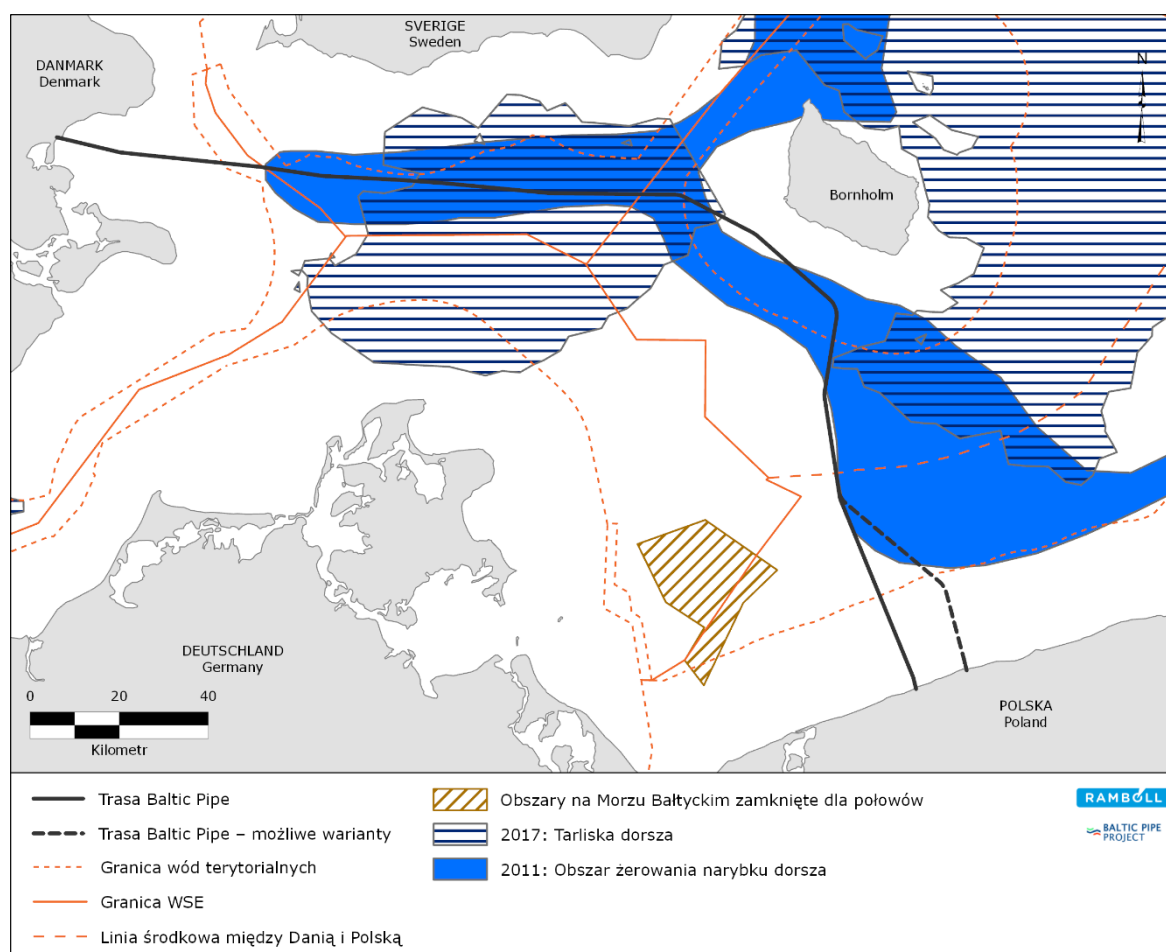 SVERIGE
Sweden
DANMARK
Denmark
N
Bornholm
DEUTSCHLAND
Germany
0 20 40
Kilometr
POLSKA
Poland
Trasa Baltic Pipe
Trasa Baltic Pipe – możliwe warianty
Granica wód terytorialnych
Granica WSE
Linia środkowa między Danią i Polską
Obszary na Morzu Bałtyckim zamknięte dla połowów
2017: Tarliska dorsza
2011: Obszar żerowania narybku dorsza
RAMBOLL
BALTIC PIPE
PROJECT